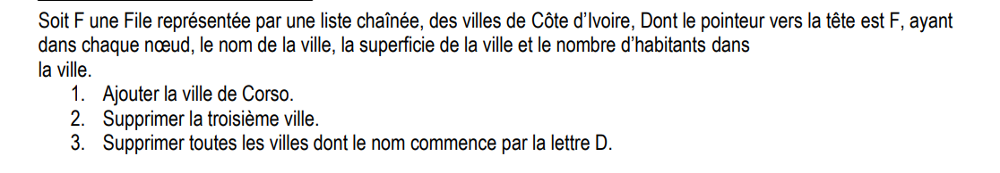 Soit F une File représentée par une liste chaînée, des villes de Côte d'Ivoire, Dont le pointeur vers la tête est F, ayant
dans chaque nœud, le nom de la ville, la superficie de la ville et le nombre d'habitants dans
la ville.
1. Ajouter la ville de Corso.
2. Supprimer la troisième ville.
3. Supprimer toutes les villes dont le nom commence par la lettre D.